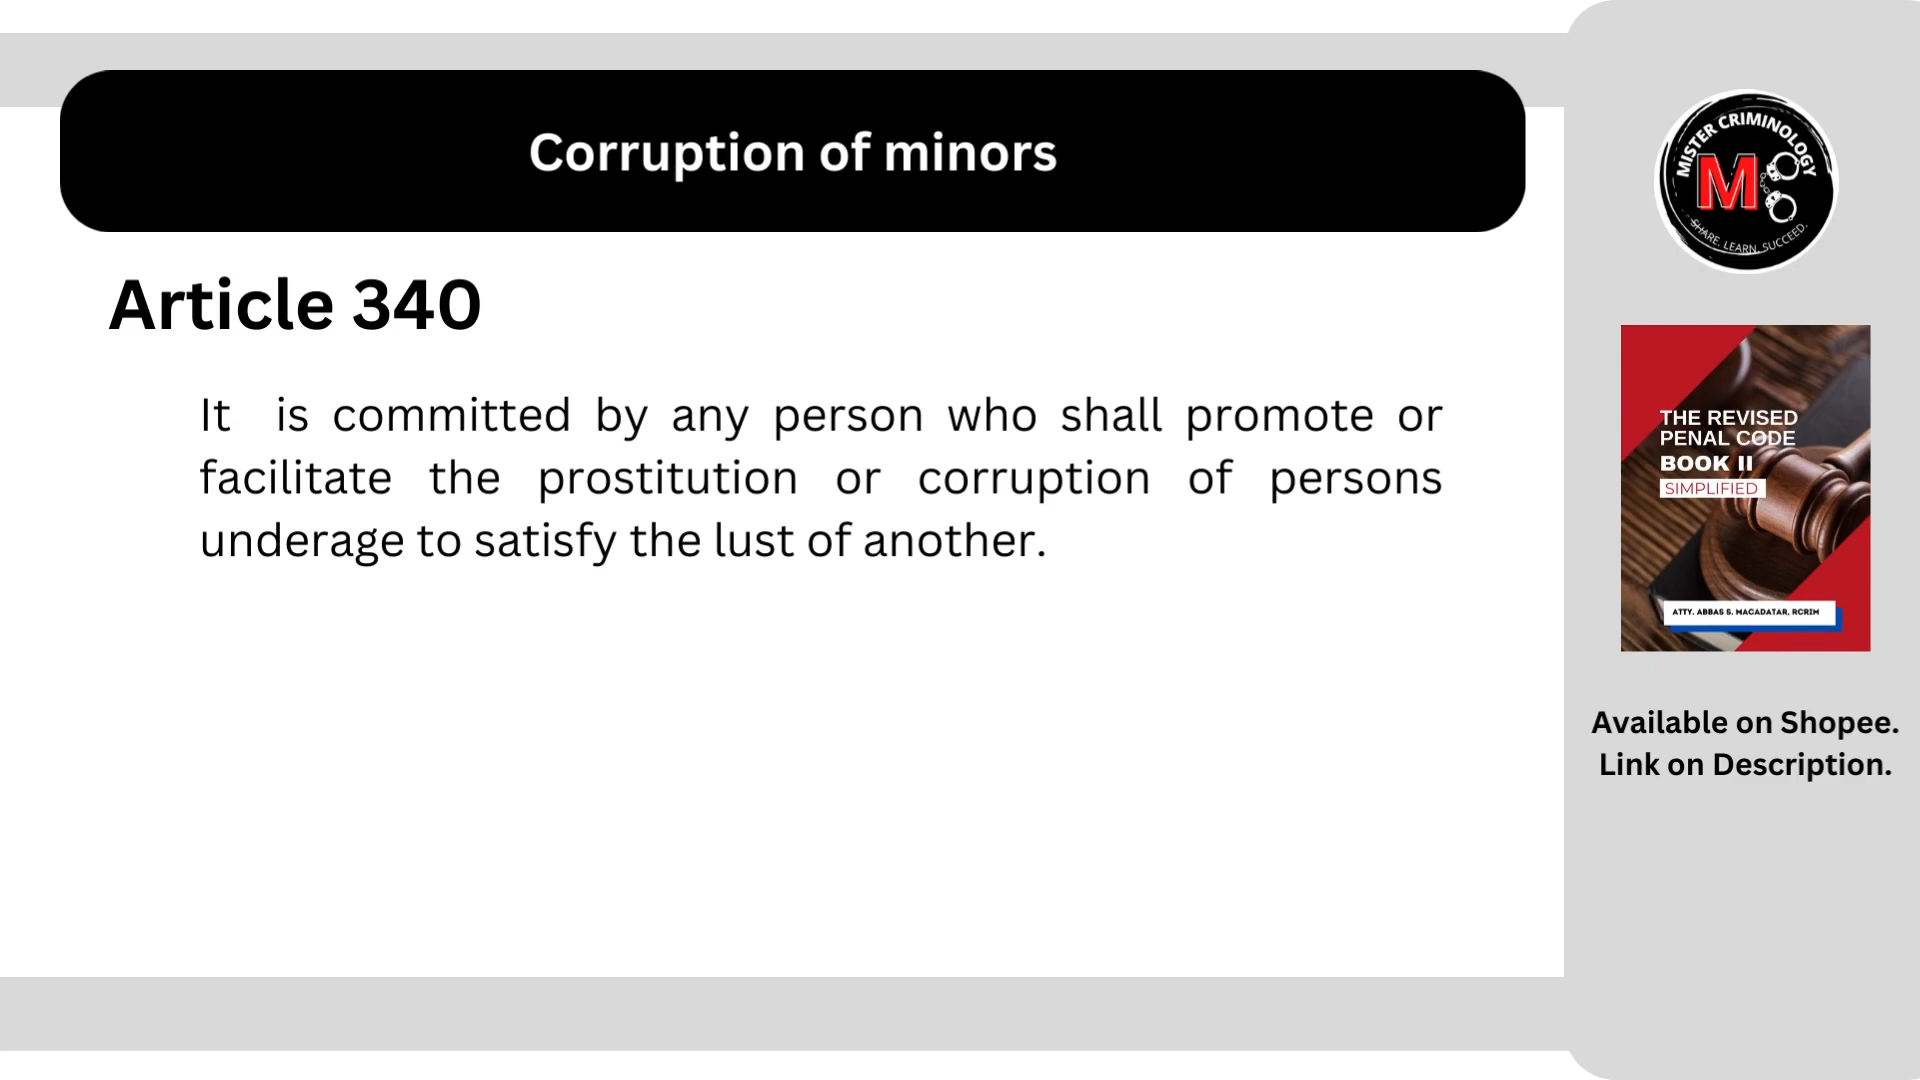 Corruption of minors
Article 340
It is committed by any person who shall promote or
facilitate the prostitution or corruption of persons
underage to satisfy the lust of another.
MISTER CRIMINOLOGY
M
SHARE. LEARN. SUCCEED.
THE REVISED
PENAL CODE
BOOK II
SIMPLIFIED
ATTY. ABBAS S. MACADATAR, RCRIM
Available on Shopee.
Link on Description.